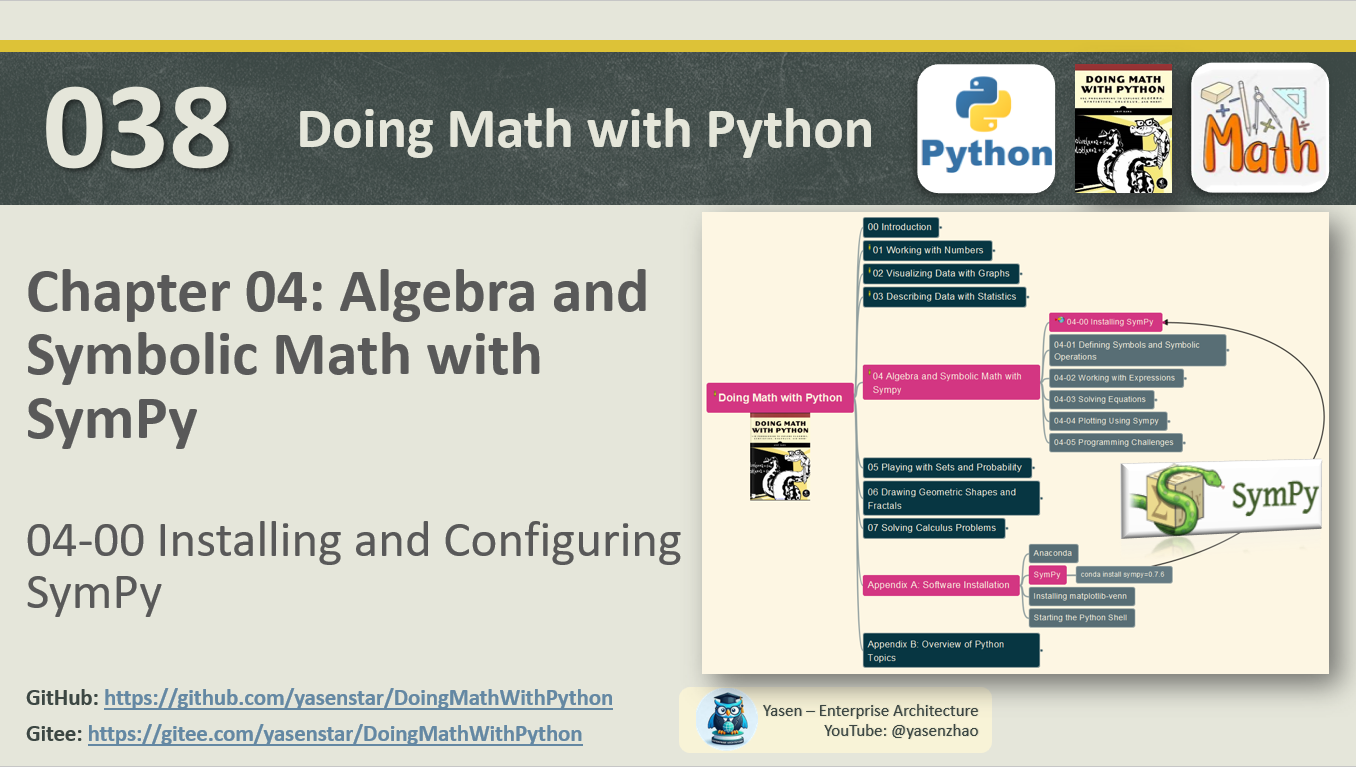 038
Doing Math with Python
Python
DOING MATH
WITH PYTHON
Math
Chapter 04: Algebra and
Symbolic Math with
SymPy
04-00 Installing and Configuring
SymPy
GitHub: https://github.com/yasenstar/DoingMathWithPython
Gitee: https://gitee.com/yasenstar/DoingMathWithPython
Doing Math with Python
DOING MATH
WITH PYTHON
00 Introduction
01 Working with Numbers
02 Visualizing Data with Graphs
03 Describing Data with Statistics
04 Algebra and Symbolic Math with
Sympy
04-00 Installing SymPy
04-01 Defining Symbols and Symbolic
Operations
04-02 Working with Expressions
04-03 Solving Equations
04-04 Plotting Using Sympy
04-05 Programming Challenges
05 Playing with Sets and Probability
06 Drawing Geometric Shapes and
Fractals
07 Solving Calculus Problems
SymPy
Appendix A: Software Installation
Anaconda
SymPy
conda install sympy=0.7.6
Installing matplotlib-venn
Starting the Python Shell
Appendix B: Overview of Python
Topics
Yasen – Enterprise Architecture
YouTube: @yasenzhao